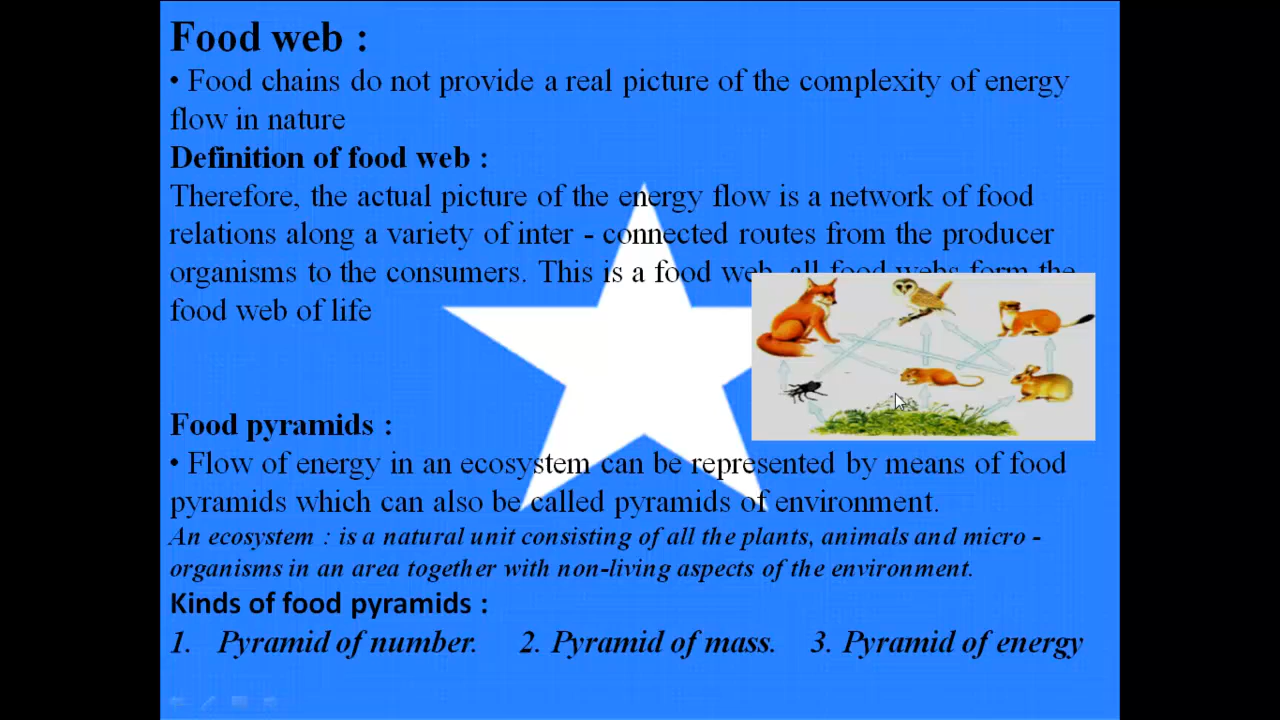 Food web :
• Food chains do not provide a real picture of the complexity of energy
flow in nature
Definition of food web :
Therefore, the actual picture of the energy flow is a network of food
relations along a variety of inter - connected routes from the producer
organisms to the consumers. This is a food web, all food webs form the
food web of life
Food pyramids :
• Flow of energy in an ecosystem can be represented by means of food
pyramids which can also be called pyramids of environment.
An ecosystem : is a natural unit consisting of all the plants, animals and micro -
organisms in an area together with non-living aspects of the environment.
Kinds of food pyramids :
1. Pyramid of number. 2. Pyramid of mass. 3. Pyramid of energy